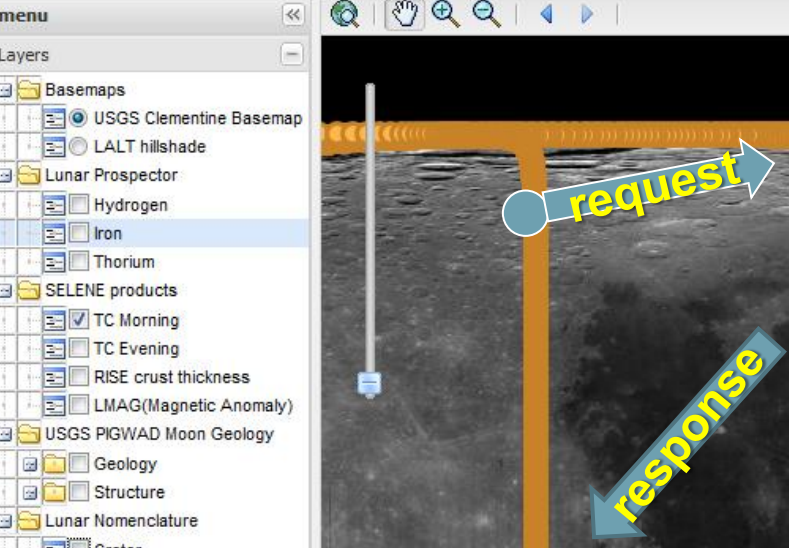 menu
Layers
Basemaps
USGS Clementine Basemap
LALT hillshade
Lunar Prospector
Hydrogen
Iron
Thorium
SELENE products
TC Morning
TC Evening
RISE crust thickness
LMAG(Magnetic Anomaly)
USGS PIGWAD Moon Geology
Geology
Structure
Lunar Nomenclature
Crater
request
response